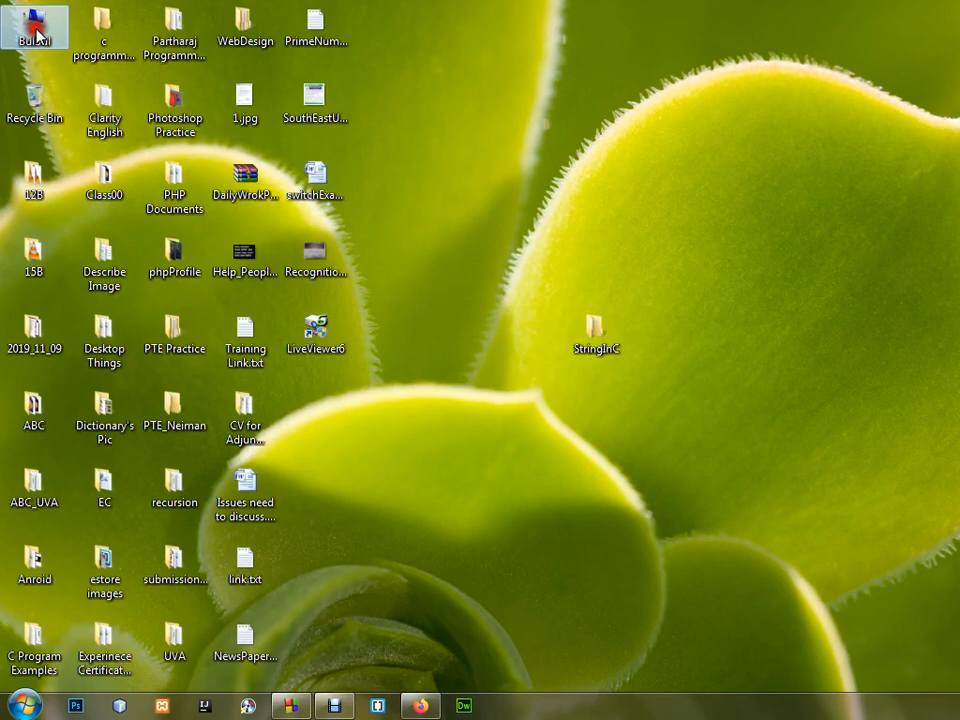 c
programm...
Partharaj
Programm...
WebDesign
PrimeNum...
Recycle Bin
Clarity
English
Photoshop
Practice
1.jpg
SouthEastU...
12B
Class00
PHP
Documents
DailyWrokP...
switchExa...
15B
Describe
Image
phpProfile
Help_Peopl...
Recognitio...
2019_11_09
Desktop
Things
PTE Practice
Training
Link.txt
LiveViewer6
StringInC
ABC
Dictionary's
Pic
PTE_Neiman
CV for
Adjun...
ABC_UVA
EC
recursion
Issues need
to discuss....
Anroid
estore
images
submission...
link.txt
C Program
Examples
Experinece
Certificat...
UVA
NewsPaper...
Ps
IJ
Dw